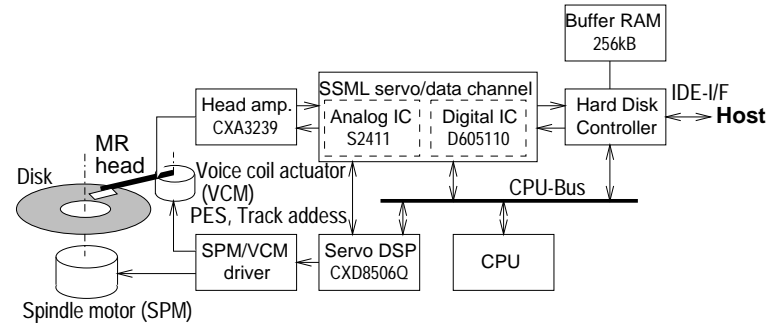 Buffer RAM
256kB
SSML servo/data channel
IDE-I/F
Head amp.
CXA3239
Analog IC
S2411
Digital IC
D605110
Hard Disk
Controller
Host
MR
head
Disk
Voice coil actuator
(VCM)
CPU-Bus
PES, Track addess
SPM/VCM
driver
Servo DSP
CXD8506Q
CPU
Spindle motor (SPM)